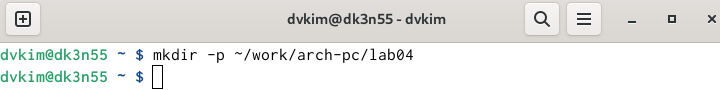 dvkim@dk3n55 - dvkim
dvkim@dk3n55 ~ $ mkdir -p ~/work/arch-pc/lab04
dvkim@dk3n55 ~ $